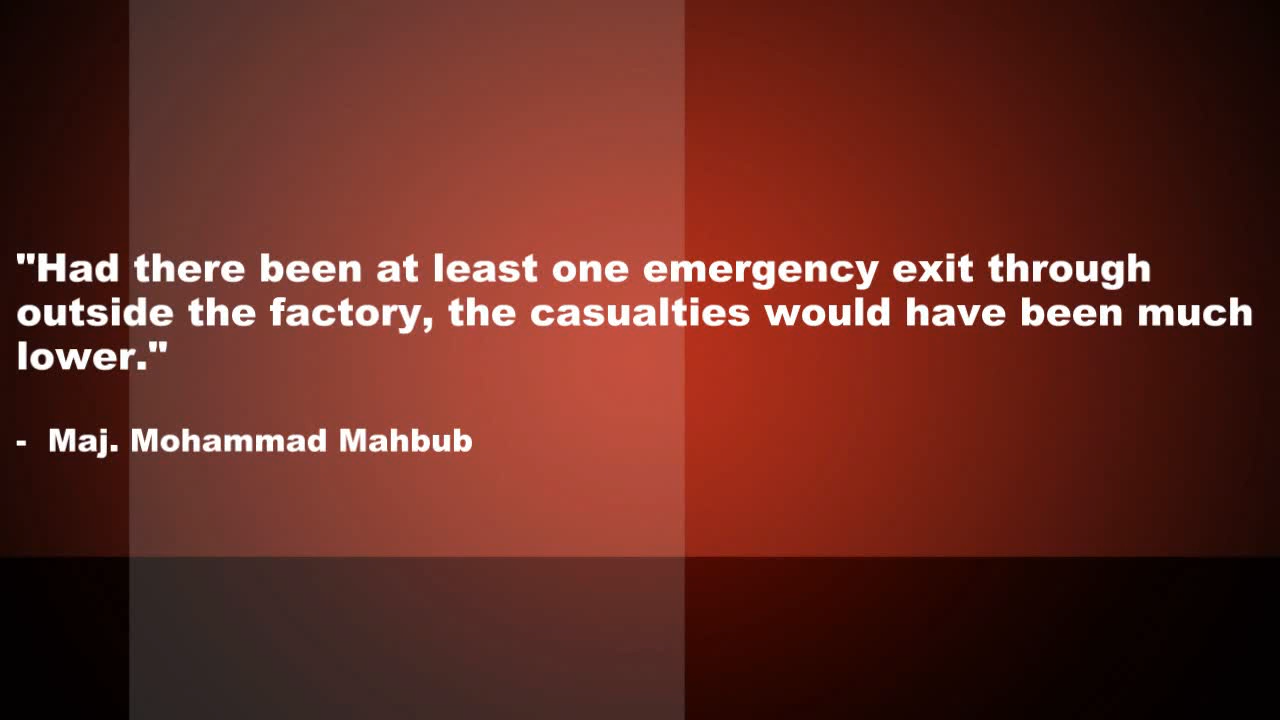 "Had there been at least one emergency exit through
outside the factory, the casualties would have been much
lower."
- Maj. Mohammad Mahbub